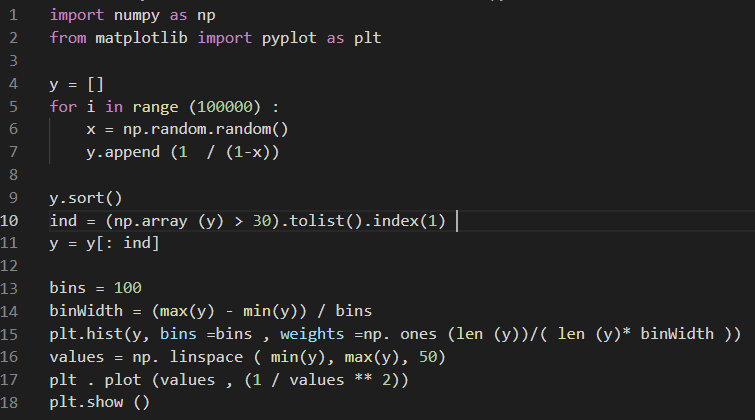 1 import numpy as np
2 from matplotlib import pyplot as plt
3
4 y = []
5 for i in range (100000) :
6     x = np.random.random()
7     y.append (1  / (1-x))
8
9 y.sort()
10 ind = (np.array (y) > 30).tolist().index(1)
11 y = y[: ind]
12
13 bins = 100
14 binWidth = (max(y) - min(y)) / bins
15 plt.hist(y, bins =bins , weights =np. ones (len (y))/( len (y)* binWidth ))
16 values = np. linspace ( min(y), max(y), 50)
17 plt . plot (values , (1 / values ** 2))
18 plt.show ()